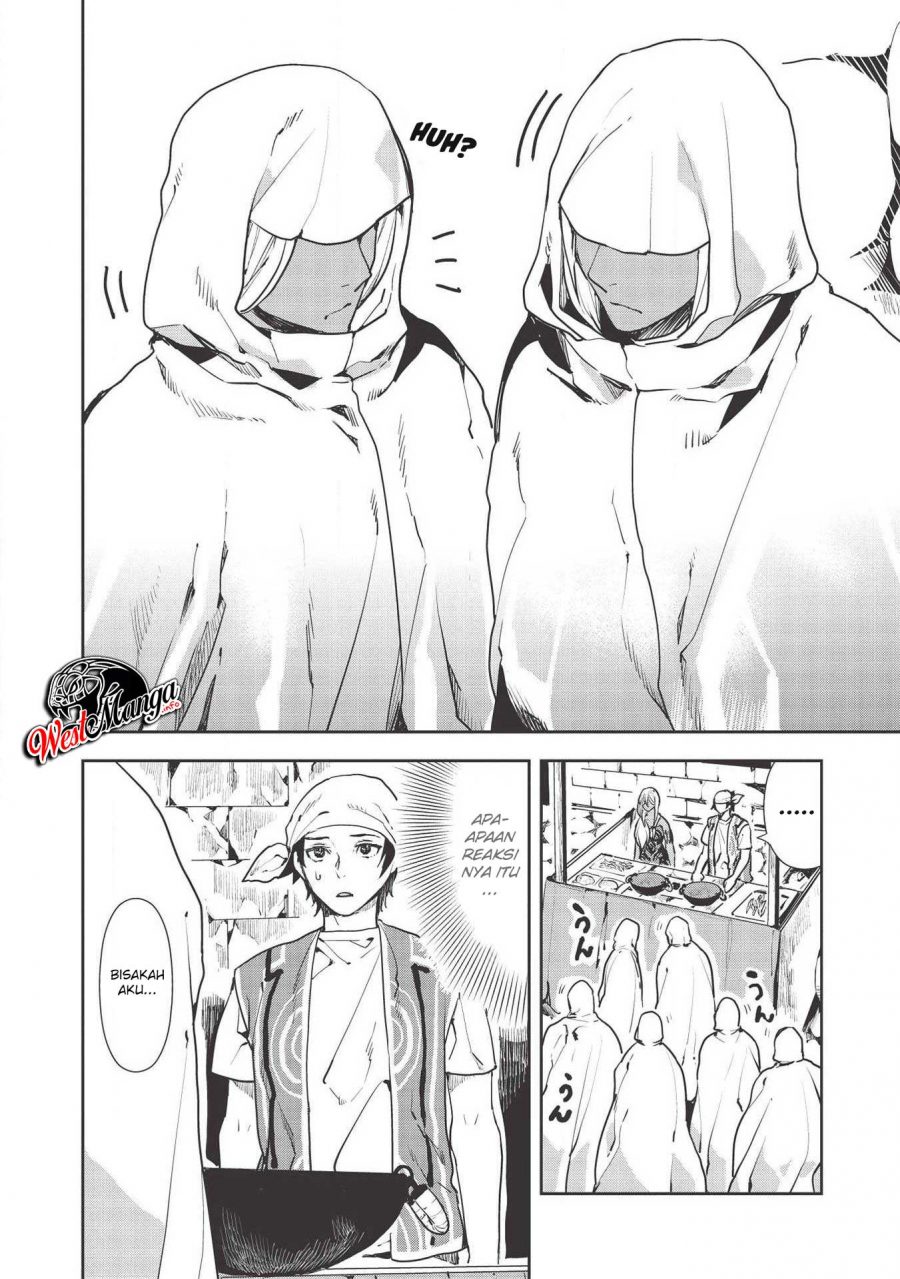 HUH?
WestManga
.info
.....
うん
うん
うん
APA-
APAAN
REAKSI
NYA ITU
...
BISAKAH
AKU...